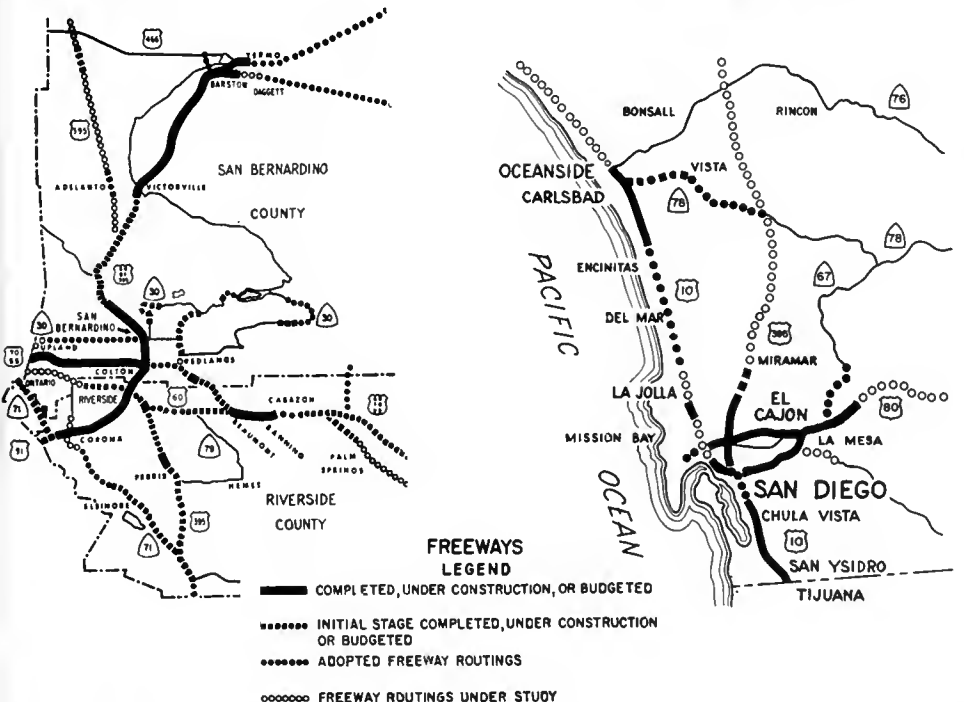 466
YERMO
BARSTOW
DAGGETT
395
SAN BERNARDINO
COUNTY
ADELANTO
VICTORVILLE
30
30
30
SAN
BERNARDINO
UPLAND
70
99
COLTON
REDLANDS
ONTARIO
RIVERSIDE
60
CABAZON
71
91
CORONA
BEAUMONT
BANNING
79
PALM
SPRINGS
PERRIS
HEMET
ELSINORE
395
71
RIVERSIDE
COUNTY
BONSALL
RINCON
76
OCEANSIDE
CARLSBAD
VISTA
78
78
67
ENCINITAS
10
DEL MAR
PACIFIC
OCEAN
MIRAMAR
LA JOLLA
EL
CAJON
80
MISSION BAY
LA MESA
SAN DIEGO
CHULA VISTA
10
SAN YSIDRO
TIJUANA
FREEWAYS
LEGEND
COMPLETED, UNDER CONSTRUCTION, OR BUDGETED
INITIAL STAGE COMPLETED, UNDER CONSTRUCTION
OR BUDGETED
ADOPTED FREEWAY ROUTINGS
FREEWAY ROUTINGS UNDER STUDY